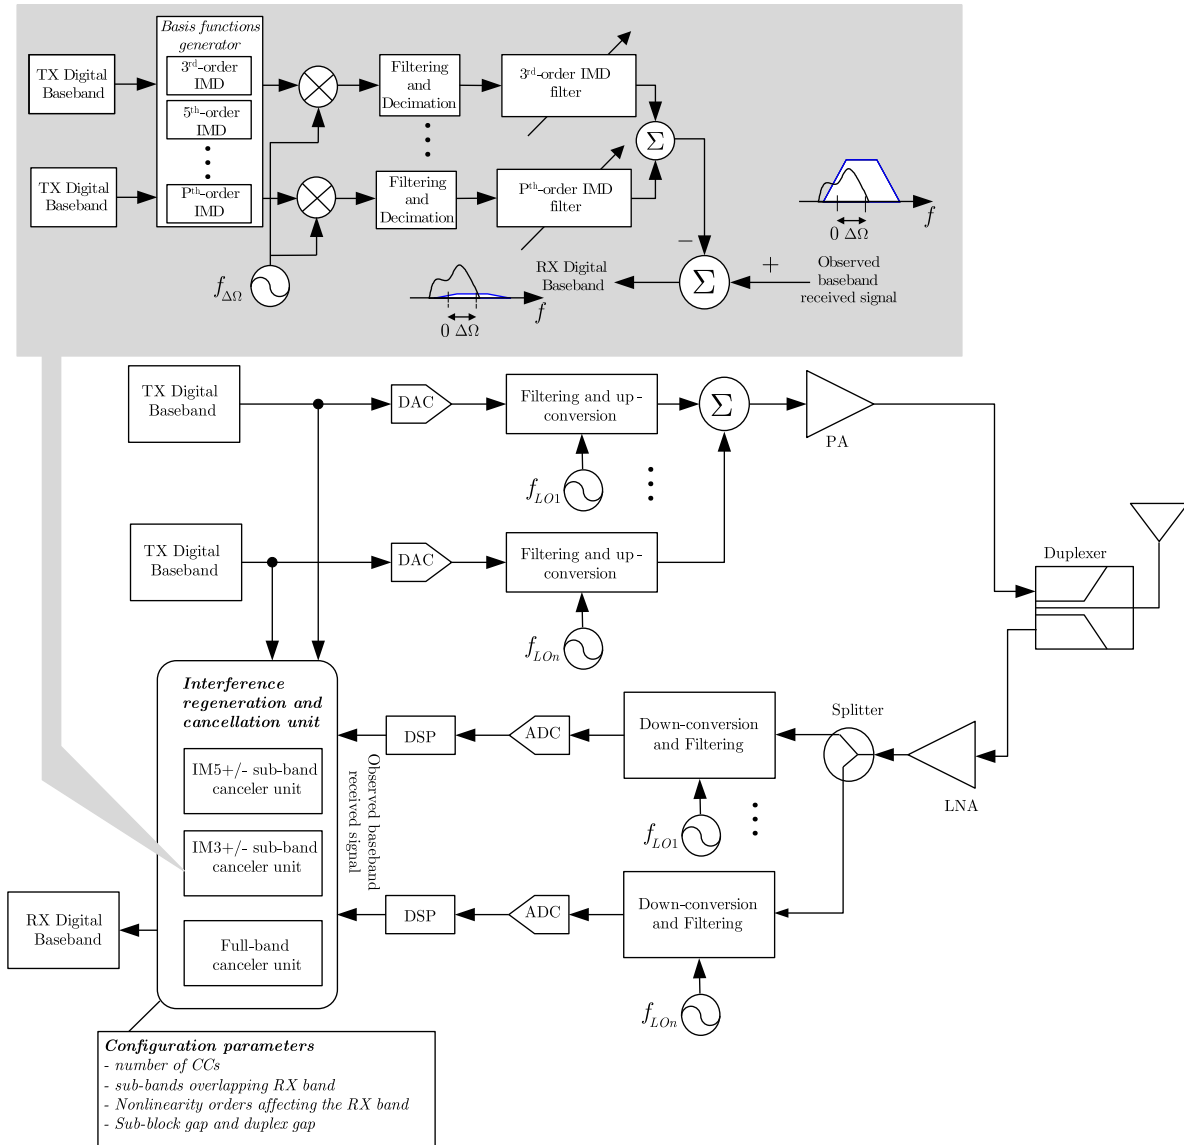 Basis functions
generator
TX Digital
Baseband
3rd-order
IMD
5th-order
IMD
TX Digital
Baseband
Pth-order
IMD
Filtering
and
Decimation
3rd-order IMD
filter
Σ
Filtering
and
Decimation
Pth-order IMD
filter
fΔΩ
0 ΔΩ
f
RX Digital
Baseband
−
Σ
+
Observed
baseband
received signal
0 ΔΩ
f
TX Digital
Baseband
DAC
Filtering and up-
conversion
Σ
PA
fLO1
TX Digital
Baseband
DAC
Filtering and up-
conversion
fLOn
Duplexer
Interference
regeneration and
cancellation unit
IM5+/- sub-band
canceler unit
IM3+/- sub-band
canceler unit
Full-band
canceler unit
Observed baseband
received signal
DSP
ADC
Down-conversion
and Filtering
fLO1
Splitter
LNA
DSP
ADC
Down-conversion
and Filtering
fLOn
RX Digital
Baseband
Configuration parameters
- number of CCs
- sub-bands overlapping RX band
- Nonlinearity orders affecting the RX band
- Sub-block gap and duplex gap